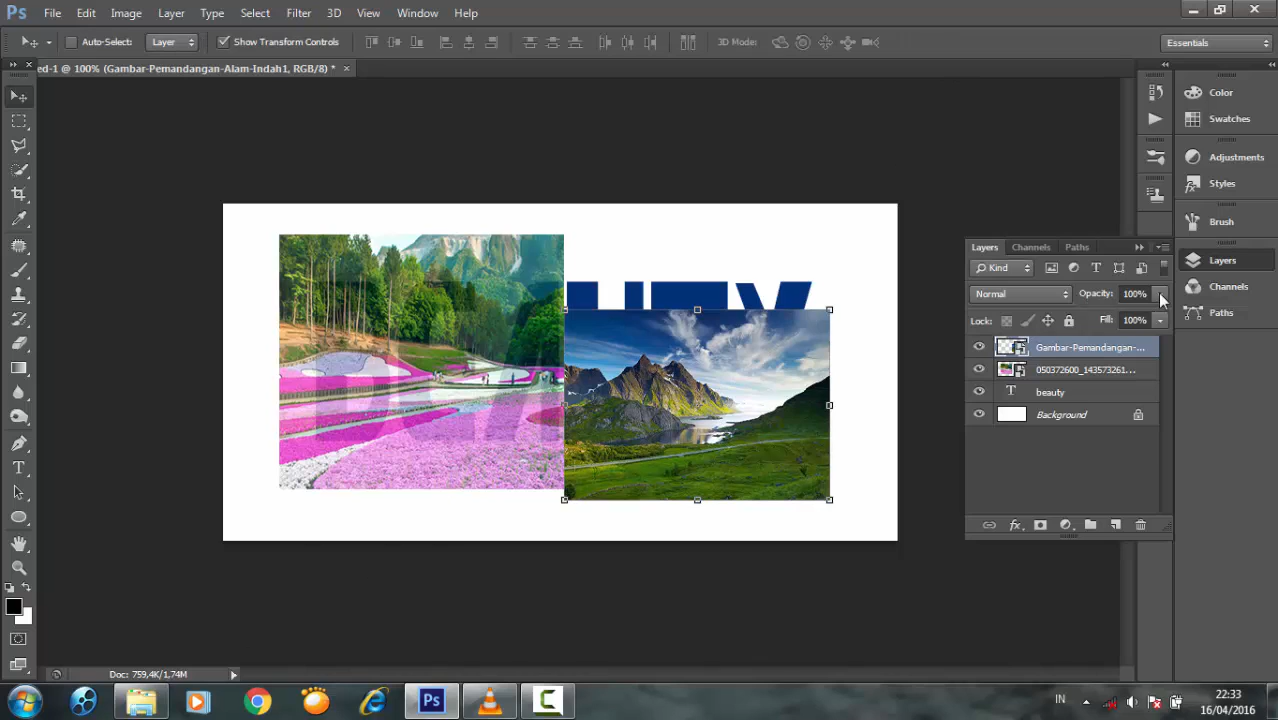 Ps File Edit Image Layer Type Select Filter 3D View Window Help
Auto-Select: Layer Show Transform Controls 3D Mode: Essentials
ed-1 @ 100% (Gambar-Pemandangan-Alam-Indah1, RGB/8) *
Color
Swatches
Adjustments
Styles
Brush
Layers
Channels
Paths
Layers Channels Paths
Kind
Normal Opacity: 100%
Lock: Fill: 100%
Gambar-Pemandangan-...
050372600_143573261...
T beauty
Background
fx
BEAUTY
Doc: 759,4K/1,74M
Ps IN 22:33
16/04/2016